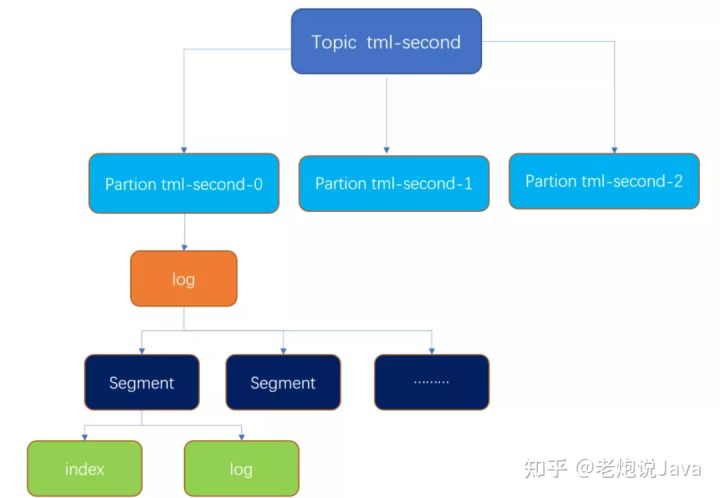 Topic tml-second
Partion tml-second-0
Partion tml-second-1
Partion tml-second-2
log
Segment
Segment
………
index
log
知乎 @老炮说Java